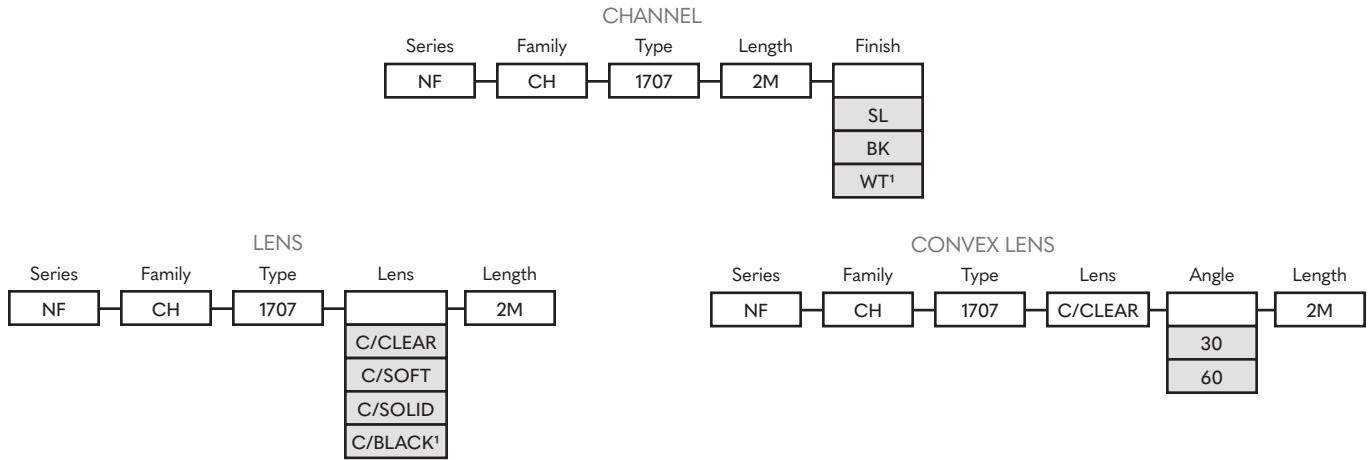 CHANNEL
Series Family Type Length Finish
NF CH 1707 2M
SL
BK
WT¹
LENS
Series Family Type Lens Length
NF CH 1707 2M
C/CLEAR
C/SOFT
C/SOLID
C/BLACK¹
CONVEX LENS
Series Family Type Lens Angle Length
NF CH 1707 C/CLEAR 2M
30
60